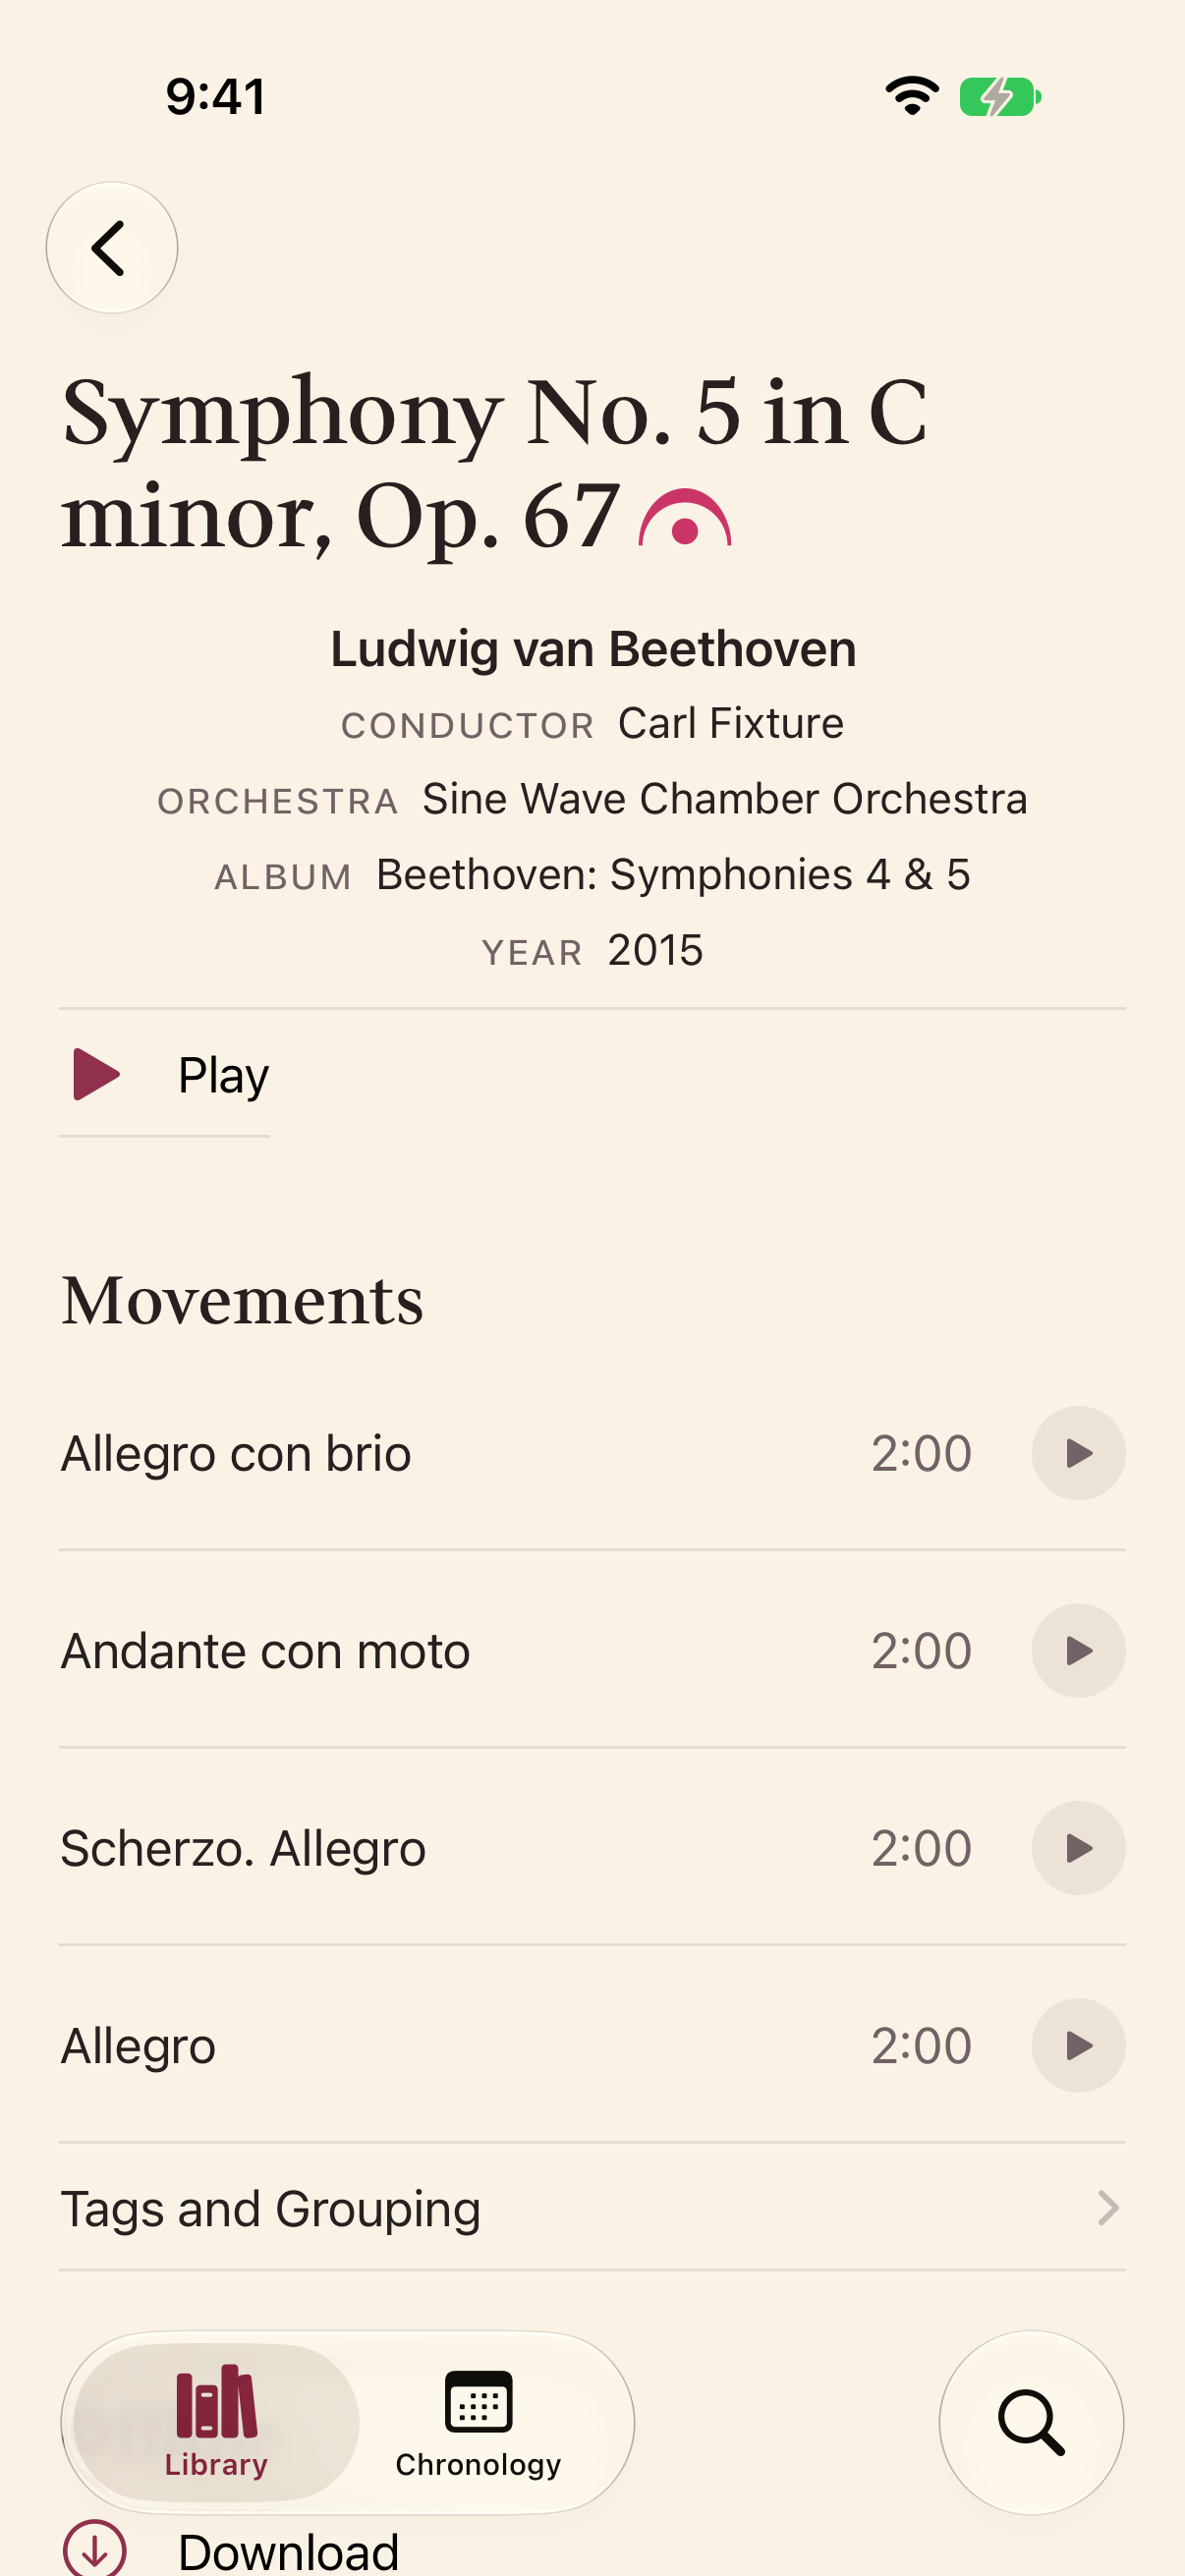 9:41
Symphony No. 5 in C
minor, Op. 67
Ludwig van Beethoven
CONDUCTOR Carl Fixture
ORCHESTRA Sine Wave Chamber Orchestra
ALBUM Beethoven: Symphonies 4 & 5
YEAR 2015
Play
Movements
Allegro con brio 2:00
Andante con moto 2:00
Scherzo. Allegro 2:00
Allegro 2:00
Tags and Grouping
Library Chronology
Download